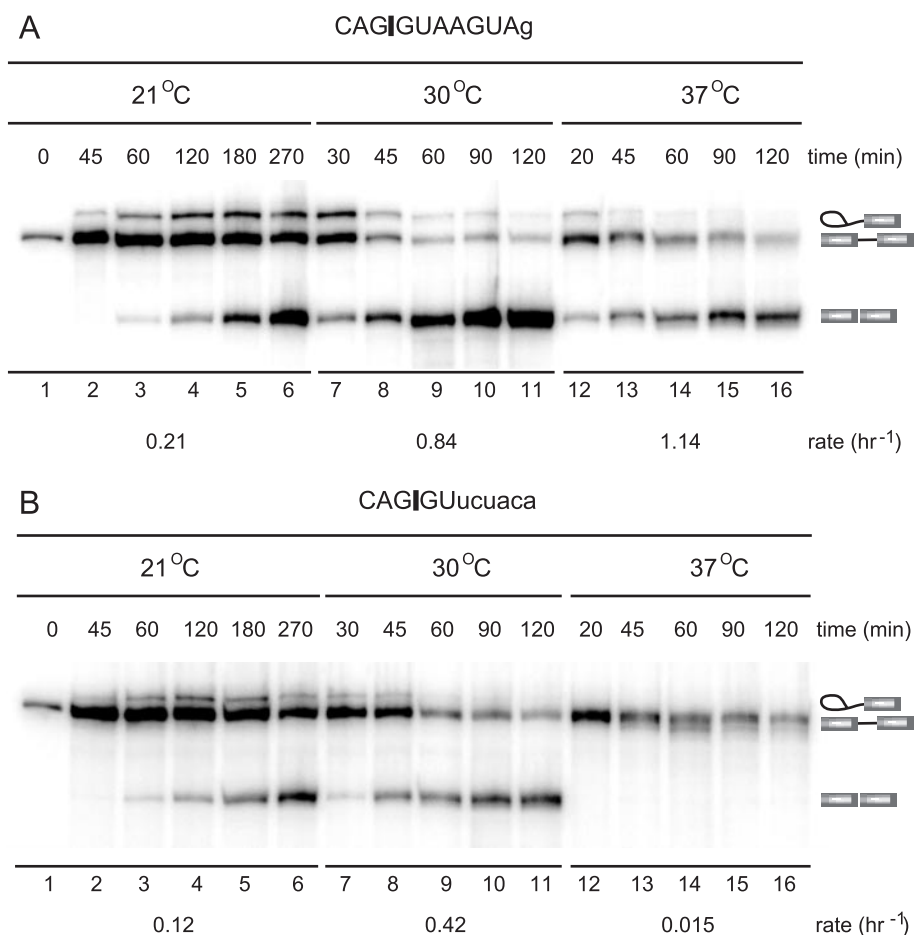 A CAG|GUAAGUAg
21 °C 30 °C 37 °C
0 45 60 120 180 270 30 45 60 90 120 20 45 60 90 120 time (min)
1 2 3 4 5 6 7 8 9 10 11 12 13 14 15 16
0.21 0.84 1.14 rate (hr⁻¹)
B CAG|GUucuaca
21 °C 30 °C 37 °C
0 45 60 120 180 270 30 45 60 90 120 20 45 60 90 120 time (min)
1 2 3 4 5 6 7 8 9 10 11 12 13 14 15 16
0.12 0.42 0.015 rate (hr⁻¹)